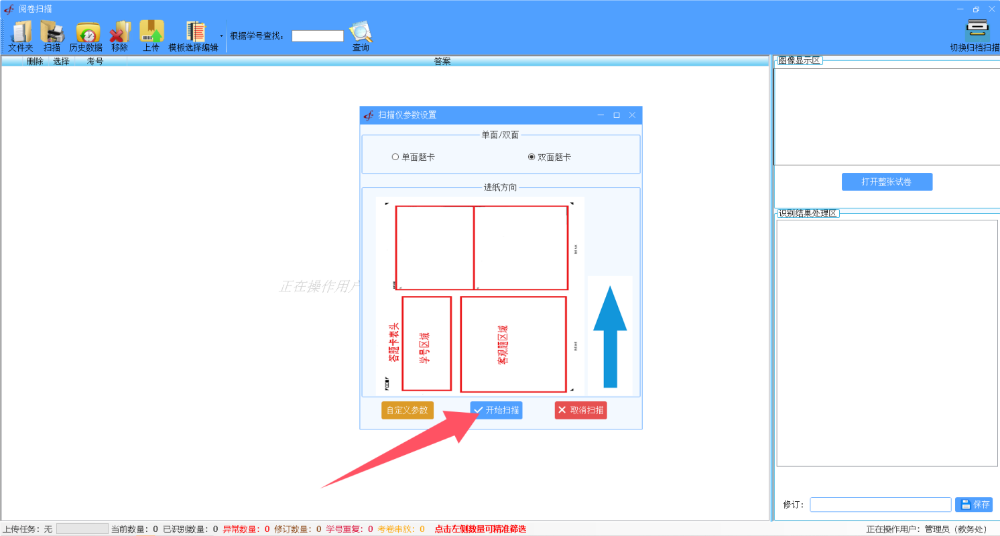 阅卷扫描
文件夹 扫描 历史数据 移除 上传 模板选择编辑 根据学号查找： 查询 切换归档扫描
删除 选择 考号 答案
图像显示区
扫描仪参数设置
单面/双面
单面题卡 双面题卡
进纸方向
打开整张试卷
识别结果处理区
正在操作用户
答题卡表头
学号区域
客观题区域
自定义参数 开始扫描 取消扫描
修订： 保存
上传任务：无 当前数量：0 已识别数量：0 异常数量：0 修订数量：0 学号重复：0 考卷串放：0 点击左侧数量可精准筛选 正在操作用户：管理员（教务处）